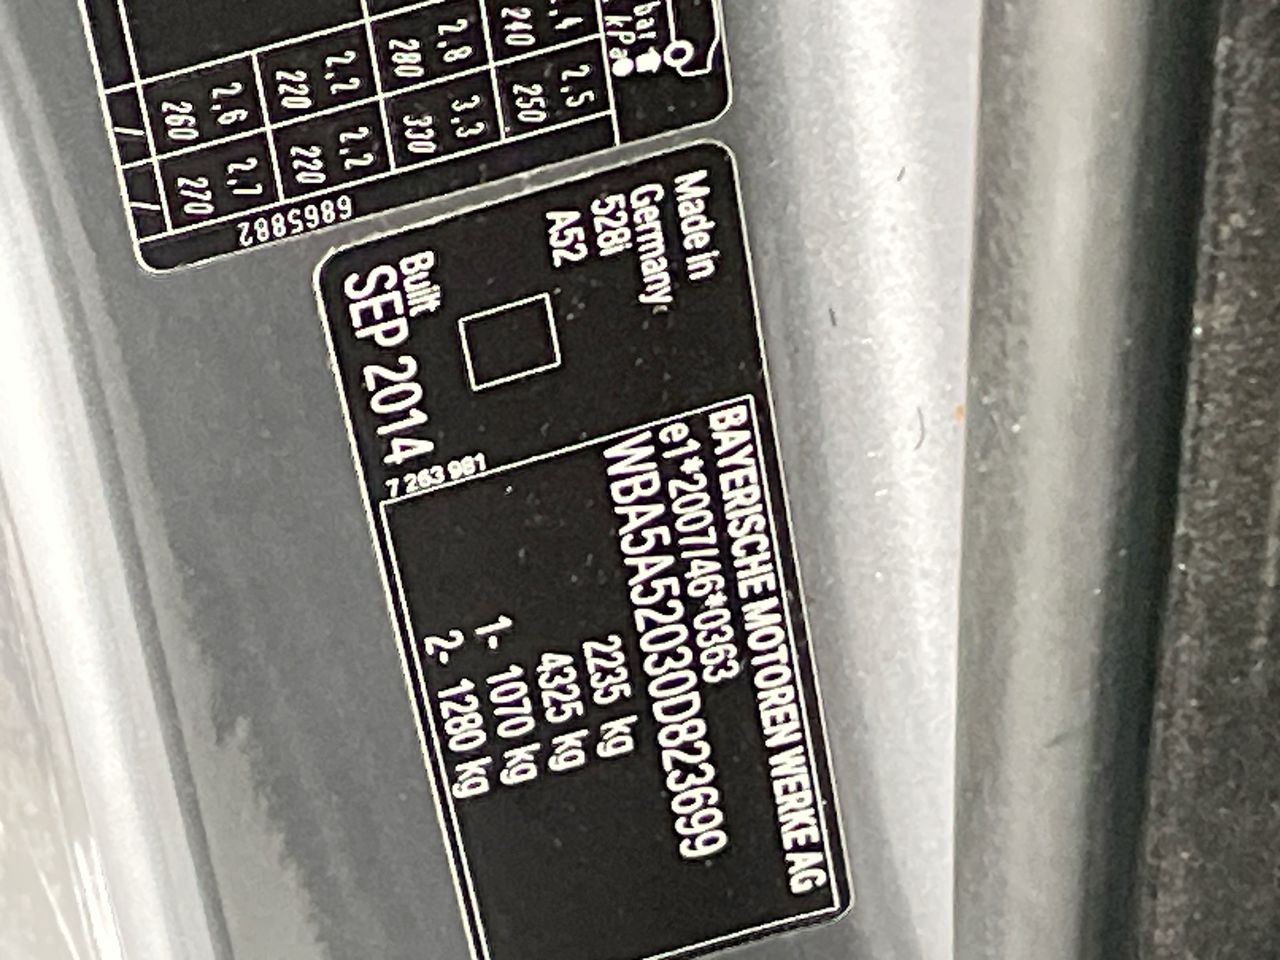 bar
kPa
2,4
240
2,5
250
2,8
280
3,3
330
2,2
220
2,2
220
2,6
260
2,7
270
/
/
6865882
Made in
Germany
528i
A52
Built
SEP 2014
7 263 981
BAYERISCHE MOTOREN WERKE AG
e1*2007/46*0363
WBA5A52030D823699
2235 kg
4325 kg
1- 1070 kg
2- 1280 kg